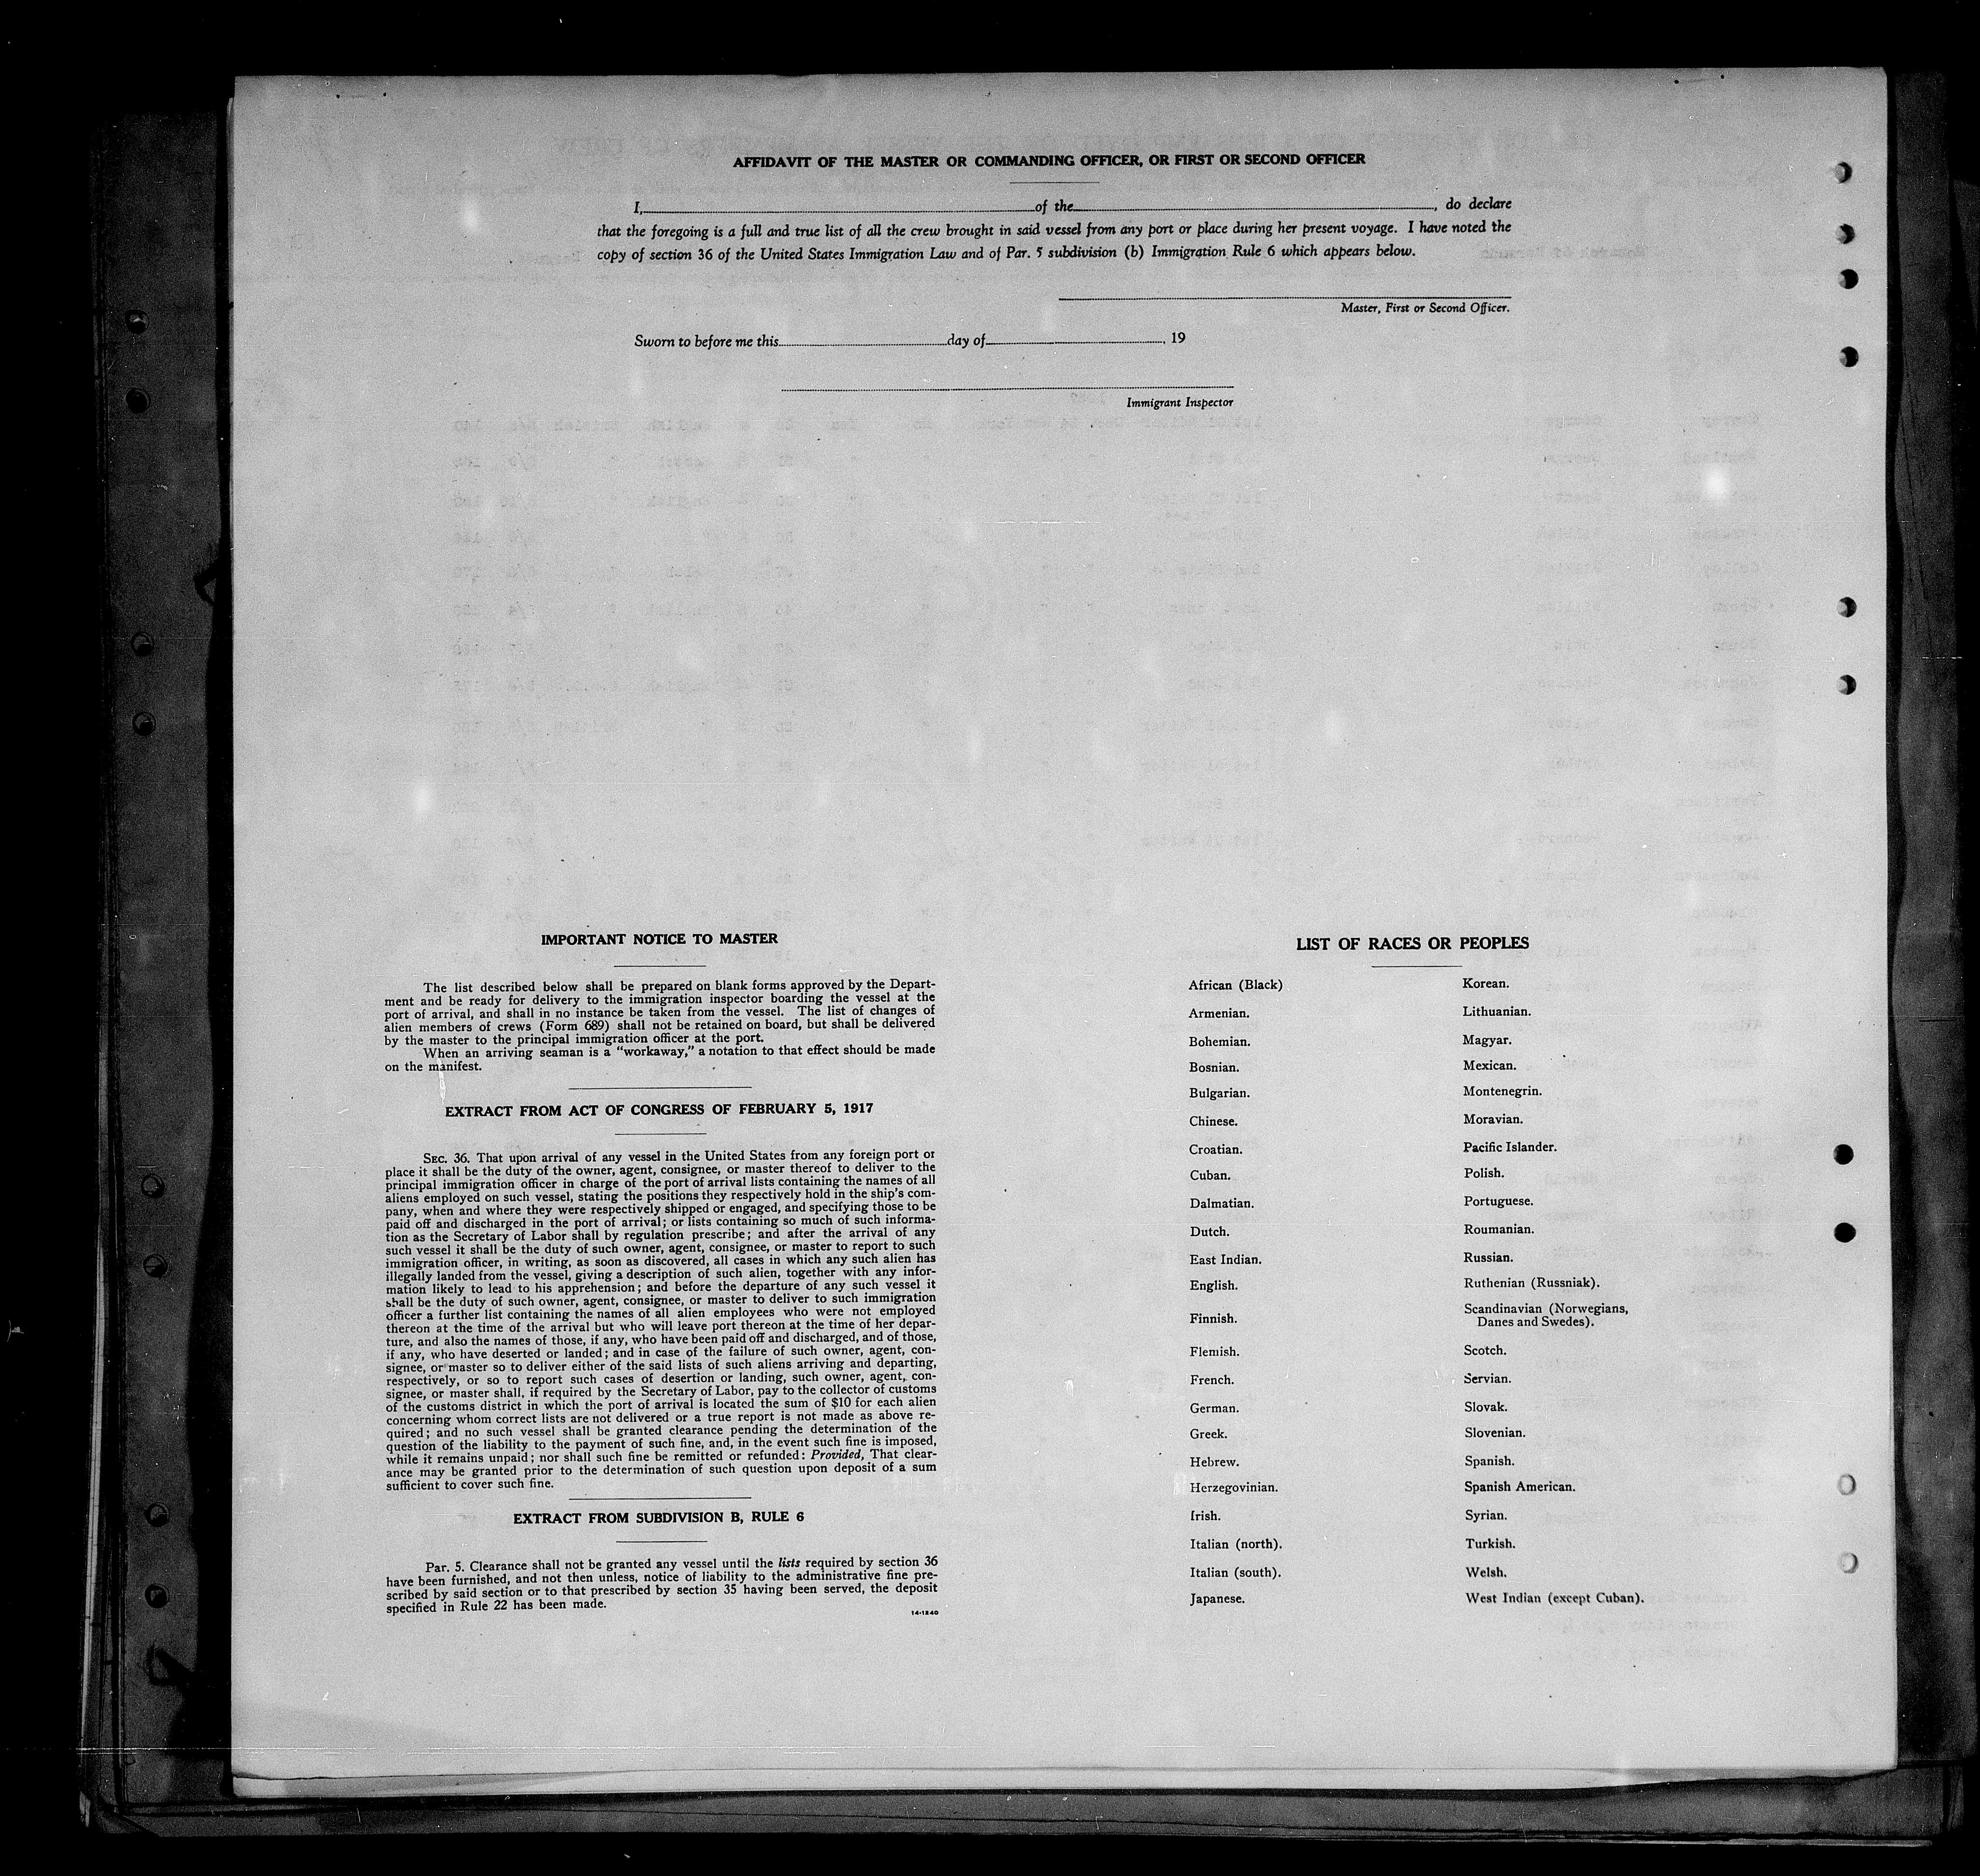 AFFIDAVIT OF THE MASTER OR COMMANDING OFFICER, OR FIRST OR SECOND OFFICER
I, of the , do declare
that the foregoing is a full and true list of all the crew brought in said vessel from any port or place during her present voyage. I have noted the
copy of section 36 of the United States Immigration Law and of Par. 5 subdivision (b) Immigration Rule 6 which appears below.
Master, First or Second Officer.
Sworn to before me this day of , 19
Immigrant Inspector
IMPORTANT NOTICE TO MASTER
The list described below shall be prepared on blank forms approved by the Depart-
ment and be ready for delivery to the immigration inspector boarding the vessel at the
port of arrival, and shall in no instance be taken from the vessel. The list of changes of
alien members of crews (Form 689) shall not be retained on board, but shall be delivered
by the master to the principal immigration officer at the port.
When an arriving seaman is a “workaway,” a notation to that effect should be made
on the manifest.
EXTRACT FROM ACT OF CONGRESS OF FEBRUARY 5, 1917
SEC. 36. That upon arrival of any vessel in the United States from any foreign port or
place it shall be the duty of the owner, agent, consignee, or master thereof to deliver to the
principal immigration officer in charge of the port of arrival lists containing the names of all
aliens employed on such vessel, stating the positions they respectively hold in the ship's com-
pany, when and where they were respectively shipped or engaged, and specifying those to be
paid off and discharged in the port of arrival; or lists containing so much of such informa-
tion as the Secretary of Labor shall by regulation prescribe; and after the arrival of any
such vessel it shall be the duty of such owner, agent, consignee, or master to report to such
immigration officer, in writing, as soon as discovered, all cases in which any such alien has
illegally landed from the vessel, giving a description of such alien, together with any infor-
mation likely to lead to his apprehension; and before the departure of any such vessel it
shall be the duty of such owner, agent, consignee, or master to deliver to such immigration
officer a further list containing the names of all alien employees who were not employed
thereon at the time of the arrival but who will leave port thereon at the time of her depar-
ture, and also the names of those, if any, who have been paid off and discharged, and of those,
if any, who have deserted or landed; and in case of the failure of such owner, agent, con-
signee, or master so to deliver either of the said lists of such aliens arriving and departing,
respectively, or so to report such cases of desertion or landing, such owner, agent, con-
signee, or master shall, if required by the Secretary of Labor, pay to the collector of customs
of the customs district in which the port of arrival is located the sum of $10 for each alien
concerning whom correct lists are not delivered or a true report is not made as above re-
quired; and no such vessel shall be granted clearance pending the determination of the
question of the liability to the payment of such fine, and, in the event such fine is imposed,
while it remains unpaid; nor shall such fine be remitted or refunded: Provided, That clear-
ance may be granted prior to the determination of such question upon deposit of a sum
sufficient to cover such fine.
EXTRACT FROM SUBDIVISION B, RULE 6
Par. 5. Clearance shall not be granted any vessel until the lists required by section 36
have been furnished, and not then unless, notice of liability to the administrative fine pre-
scribed by said section or to that prescribed by section 35 having been served, the deposit
specified in Rule 22 has been made.
14-1240
LIST OF RACES OR PEOPLES
African (Black)
Armenian.
Bohemian.
Bosnian.
Bulgarian.
Chinese.
Croatian.
Cuban.
Dalmatian.
Dutch.
East Indian.
English.
Finnish.
Flemish.
French.
German.
Greek.
Hebrew.
Herzegovinian.
Irish.
Italian (north).
Italian (south).
Japanese.
Korean.
Lithuanian.
Magyar.
Mexican.
Montenegrin.
Moravian.
Pacific Islander.
Polish.
Portuguese.
Roumanian.
Russian.
Ruthenian (Russniak).
Scandinavian (Norwegians,
Danes and Swedes).
Scotch.
Servian.
Slovak.
Slovenian.
Spanish.
Spanish American.
Syrian.
Turkish.
Welsh.
West Indian (except Cuban).